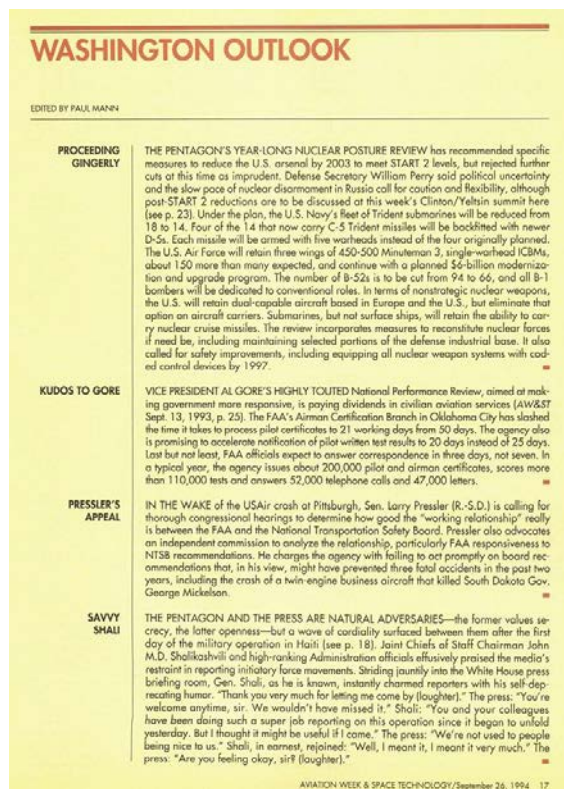 WASHINGTON OUTLOOK
EDITED BY PAUL MANN
PROCEEDING
GINGERLY
THE PENTAGON'S YEAR-LONG NUCLEAR POSTURE REVIEW has recommended specific
measures to reduce the U.S. arsenal by 2003 to meet START 2 levels, but rejected further
cuts at this time as imprudent. Defense Secretary William Perry said political uncertainty
and the slow pace of nuclear disarmament in Russia call for caution and flexibility, although
post-START 2 reductions are to be discussed at this week's Clinton/Yeltsin summit here
(see p. 23). Under the plan, the U.S. Navy's fleet of Trident submarines will be reduced from
18 to 14. Four of the 14 that now carry C-5 Trident missiles will be backfitted with newer
D-5s. Each missile will be armed with five warheads instead of the four originally planned.
The U.S. Air Force will retain three wings of 450-500 Minuteman 3, single-warhead ICBMs,
about 150 more than many expected, and continue with a planned $6-billion moderniza-
tion and upgrade program. The number of B-52s is to be cut from 94 to 66, and all B-1
bombers will be dedicated to conventional roles. In terms of nonstrategic nuclear weapons,
the U.S. will retain dual-capable aircraft based in Europe and the U.S., but eliminate that
option on aircraft carriers. Submarines, but not surface ships, will retain the ability to car-
ry nuclear cruise missiles. The review incorporates measures to reconstitute nuclear forces
if need be, including maintaining selected portions of the defense industrial base. It also
called for safety improvements, including equipping all nuclear weapon systems with cod-
ed control devices by 1997.
KUDOS TO GORE
VICE PRESIDENT AL GORE'S HIGHLY TOUTED National Performance Review, aimed at mak-
ing government more responsive, is paying dividends in civilian aviation services (AW&ST
Sept. 13, 1993, p. 25). The FAA's Airman Certification Branch in Oklahoma City has slashed
the time it takes to process pilot certificates to 21 working days from 50 days. The agency also
is promising to accelerate notification of pilot written test results to 20 days instead of 25 days.
Last but not least, FAA officials expect to answer correspondence in three days, not seven. In
a typical year, the agency issues about 200,000 pilot and airman certificates, scores more
than 110,000 tests and answers 52,000 telephone calls and 47,000 letters.
PRESSLER'S
APPEAL
IN THE WAKE of the USAir crash at Pittsburgh, Sen. Larry Pressler (R.-S.D.) is calling for
thorough congressional hearings to determine how good the "working relationship" really
is between the FAA and the National Transportation Safety Board. Pressler also advocates
an independent commission to analyze the relationship, particularly FAA responsiveness to
NTSB recommendations. He charges the agency with failing to act promptly on board rec-
ommendations that, in his view, might have prevented three fatal accidents in the past two
years, including the crash of a twin-engine business aircraft that killed South Dakota Gov.
George Mickelson.
SAVVY
SHALI
THE PENTAGON AND THE PRESS ARE NATURAL ADVERSARIES—the former values se-
crecy, the latter openness—but a wave of cordiality surfaced between them after the first
day of the military operation in Haiti (see p. 18). Joint Chiefs of Staff Chairman John
M.D. Shalikashvili and high-ranking Administration officials effusively praised the media's
restraint in reporting initiatory force movements. Striding jauntily into the White House press
briefing room, Gen. Shali, as he is known, instantly charmed reporters with his self-dep-
recating humor. "Thank you very much for letting me come by (laughter)." The press: "You're
welcome anytime, sir. We wouldn't have missed it." Shali: "You and your colleagues
have been doing such a super job reporting on this operation since it began to unfold
yesterday. But I thought it might be useful if I came." The press: "We're not used to people
being nice to us." Shali, in earnest, rejoined: "Well, I meant it, I meant it very much." The
press: "Are you feeling okay, sir? (laughter)."
AVIATION WEEK & SPACE TECHNOLOGY/September 26, 1994 17